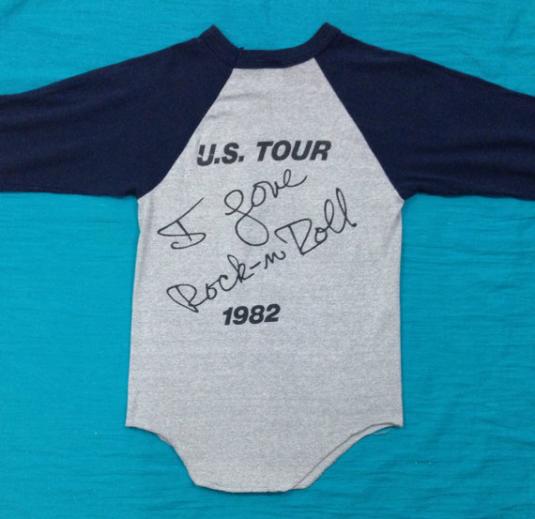 U.S. TOUR
I Love
Rock-n Roll
1982